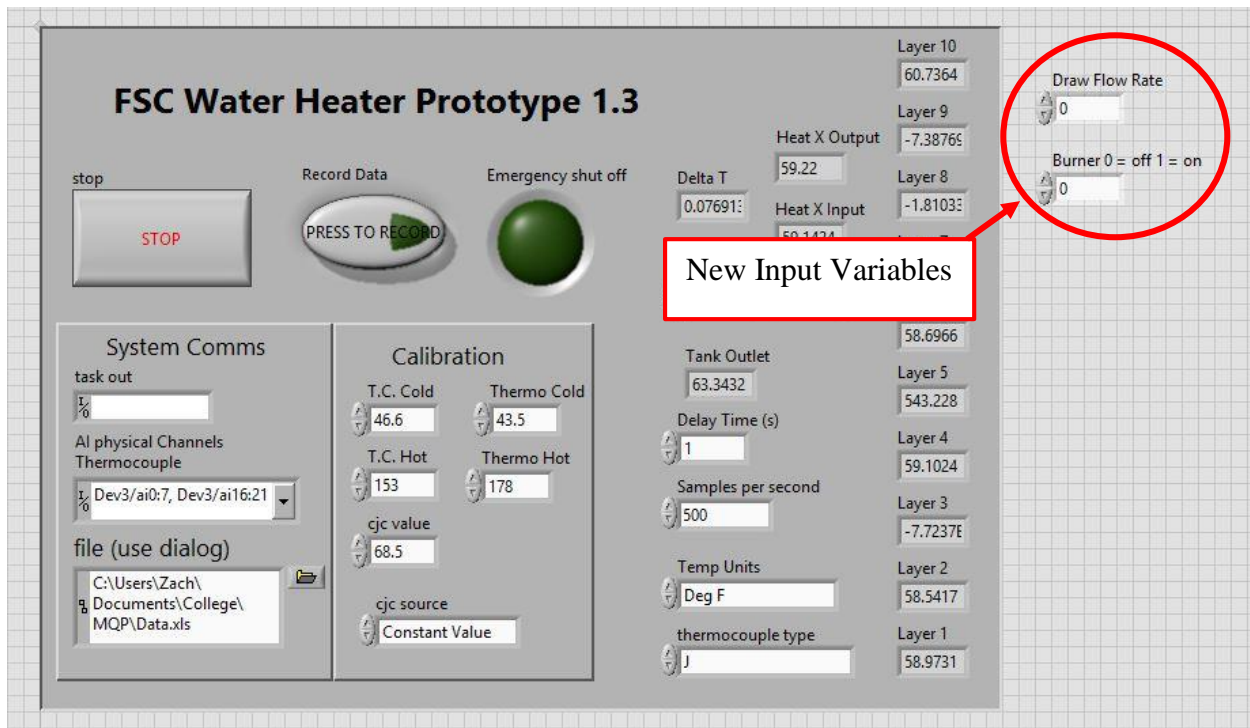 FSC Water Heater Prototype 1.3
stop
STOP
Record Data
PRESS TO RECORD
Emergency shut off
Delta T
0.076913
Heat X Output
59.22
Heat X Input
59.1424
Layer 10
60.7364
Layer 9
-7.38769
Layer 8
-1.81033
58.6966
Layer 5
543.228
Layer 4
59.1024
Layer 3
-7.7237E
Layer 2
58.5417
Layer 1
58.9731
Draw Flow Rate
0
Burner 0 = off 1 = on
0
New Input Variables
System Comms
task out
AI physical Channels
Thermocouple
Dev3/ai0:7, Dev3/ai16:21
file (use dialog)
C:\Users\Zach\
Documents\College\
MQP\Data.xls
Calibration
T.C. Cold
46.6
Thermo Cold
43.5
T.C. Hot
153
Thermo Hot
178
cjc value
68.5
cjc source
Constant Value
Tank Outlet
63.3432
Delay Time (s)
1
Samples per second
500
Temp Units
Deg F
thermocouple type
J